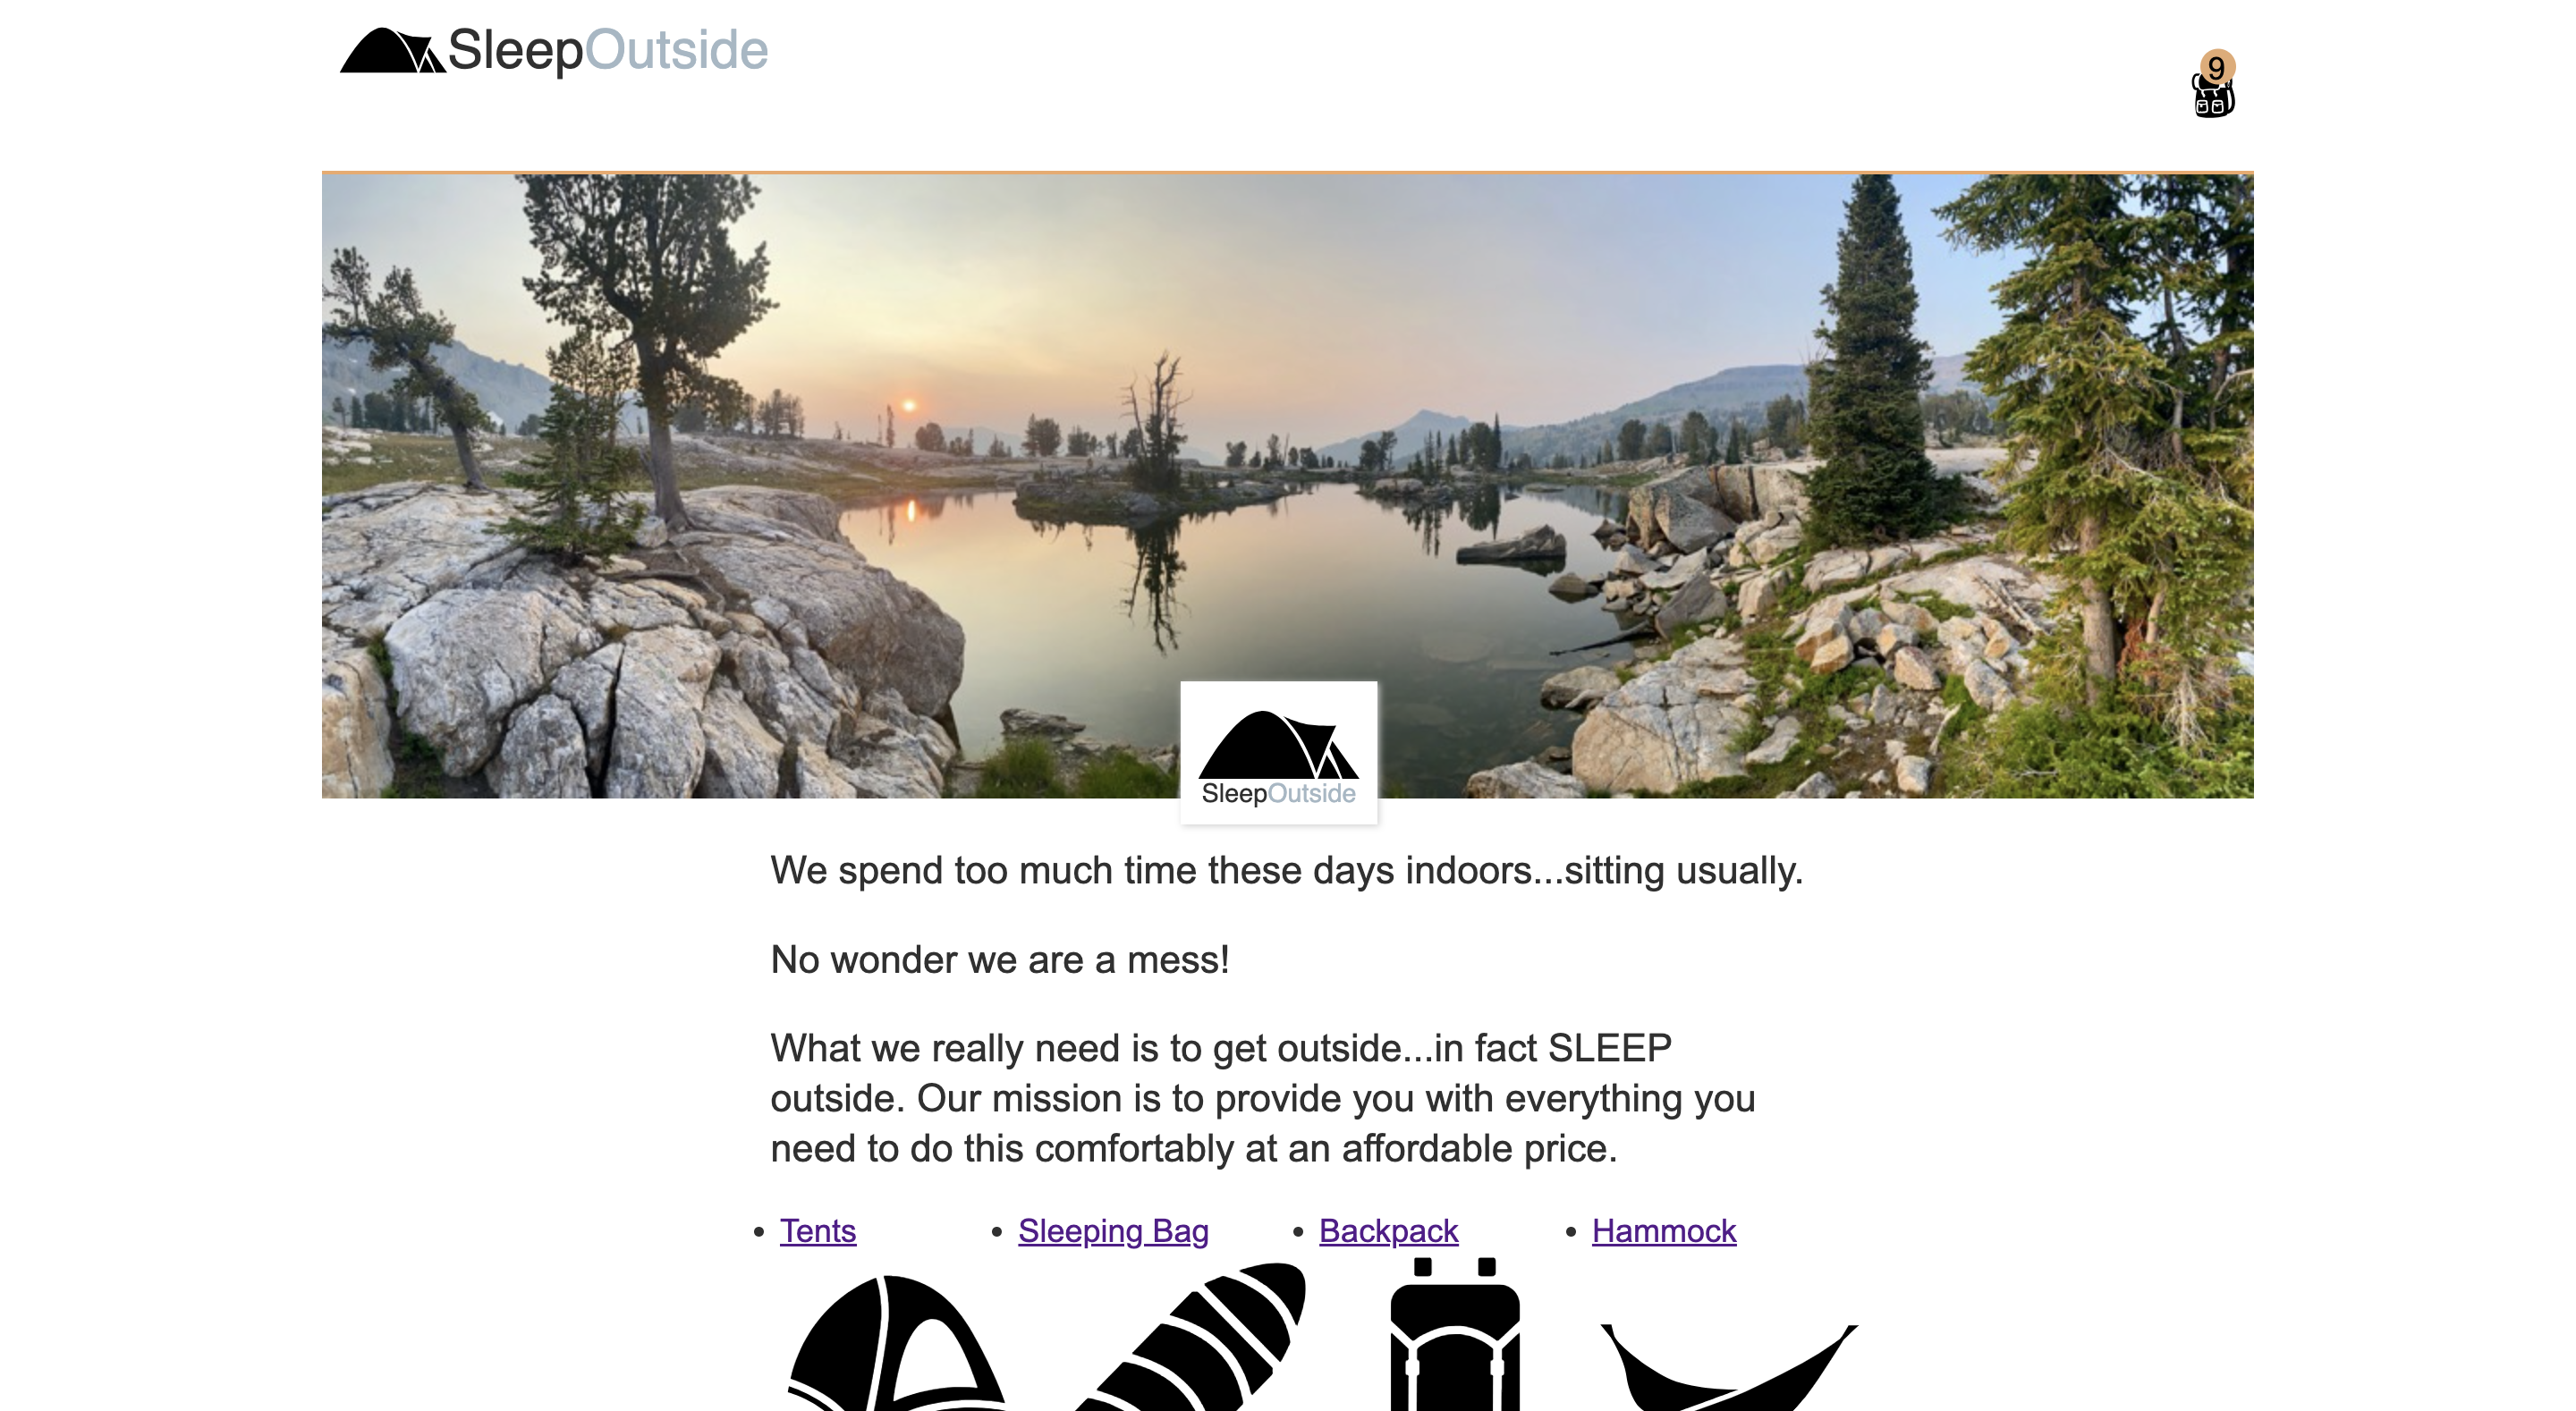 SleepOutside
9
SleepOutside
We spend too much time these days indoors...sitting usually.
No wonder we are a mess!
What we really need is to get outside...in fact SLEEP
outside. Our mission is to provide you with everything you
need to do this comfortably at an affordable price.
Tents
Sleeping Bag
Backpack
Hammock